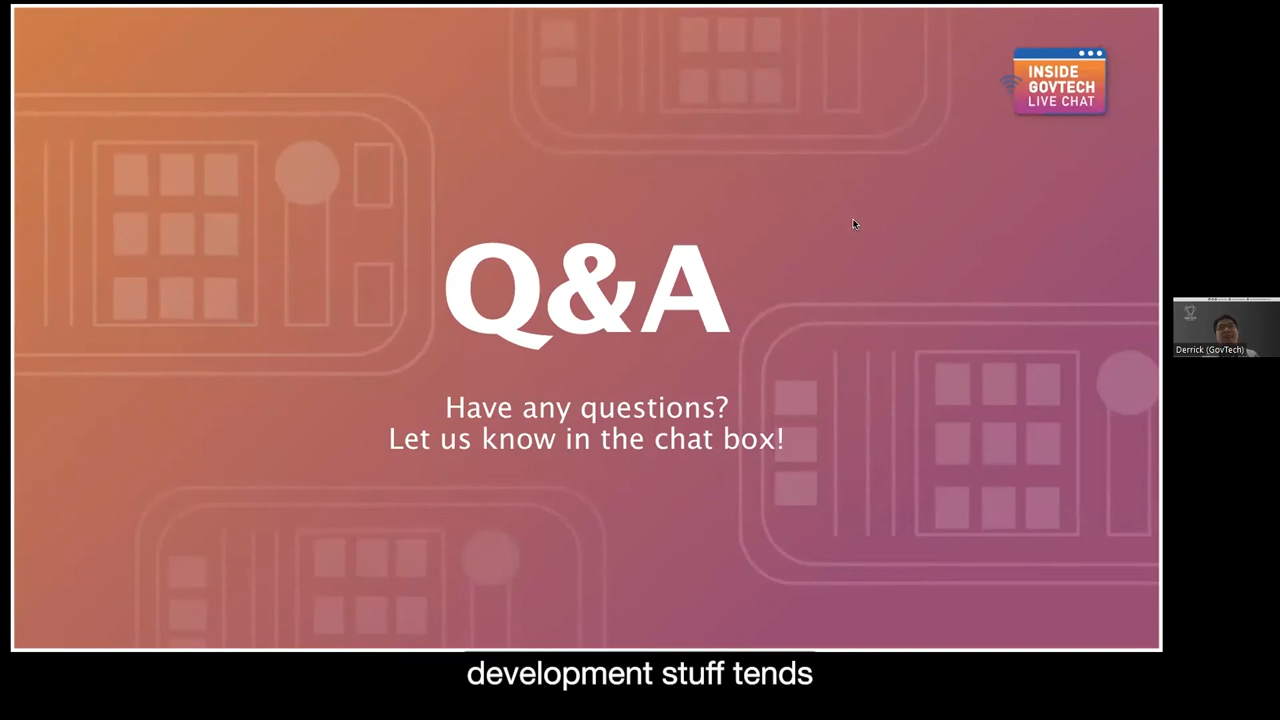 INSIDE
GOVTECH
LIVE CHAT
Q&A
Have any questions?
Let us know in the chat box!
Derrick (GovTech)
development stuff tends